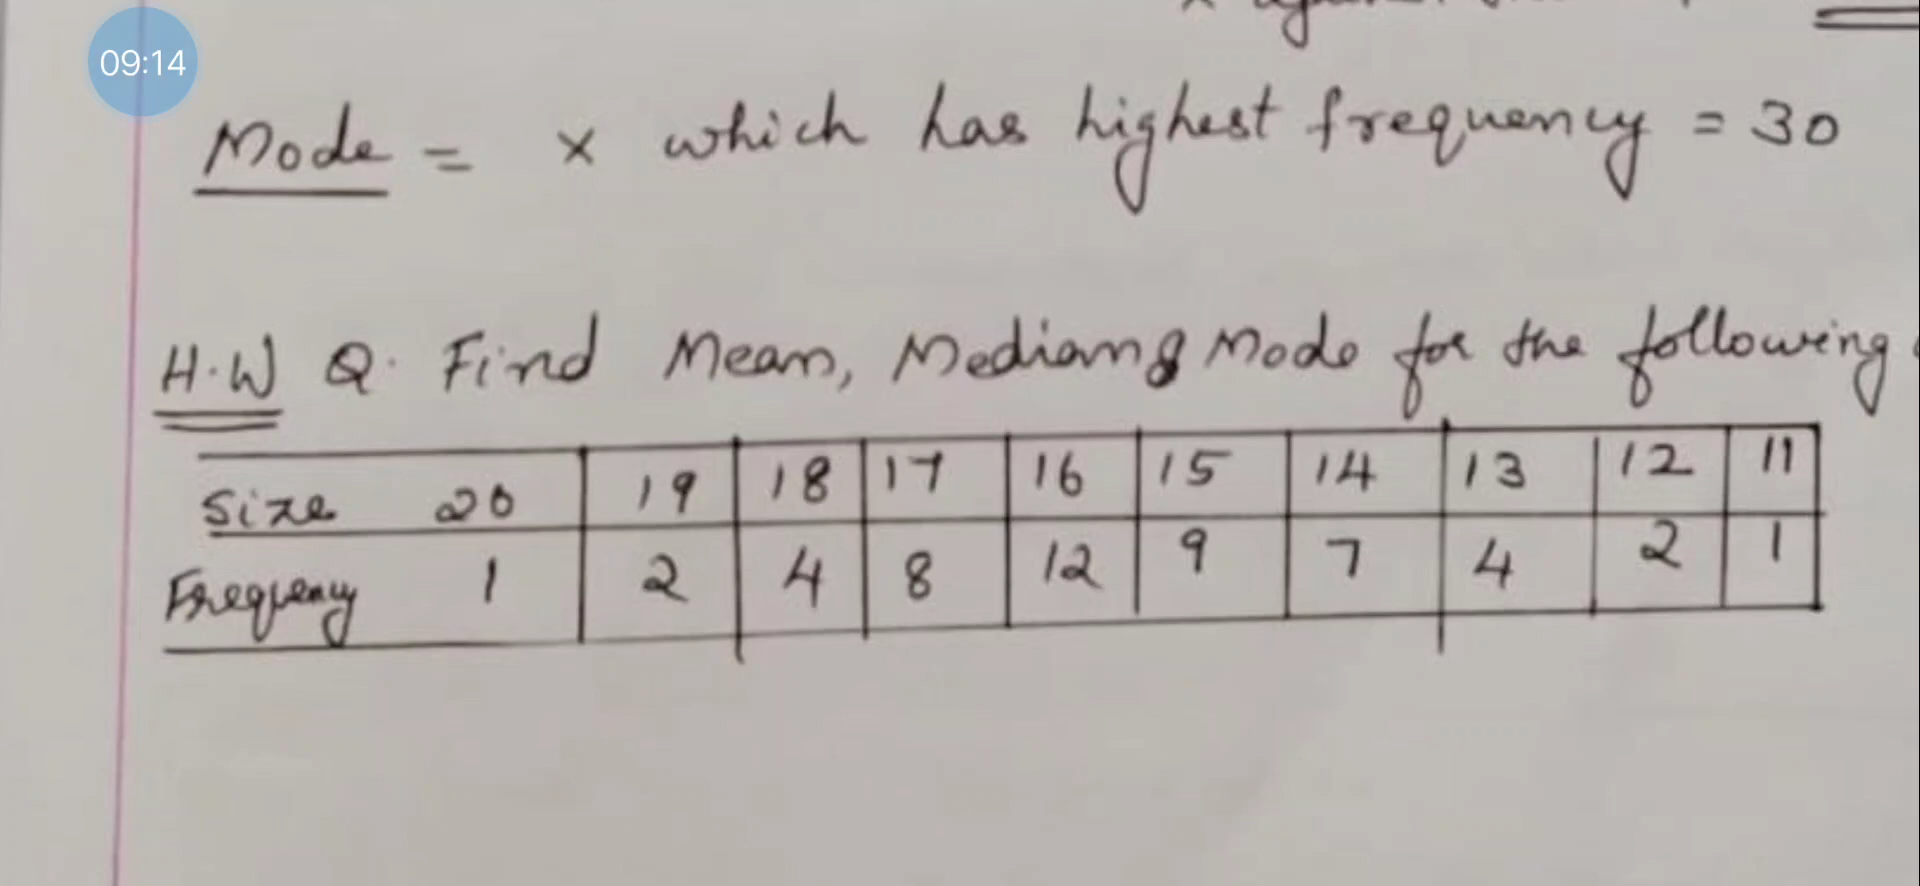 09:14
Mode = x which has highest frequency = 30
H.W Q. Find Mean, Median & Mode for the following
Size 20 19 18 17 16 15 14 13 12 11
Frequency 1 2 4 8 12 9 7 4 2 1